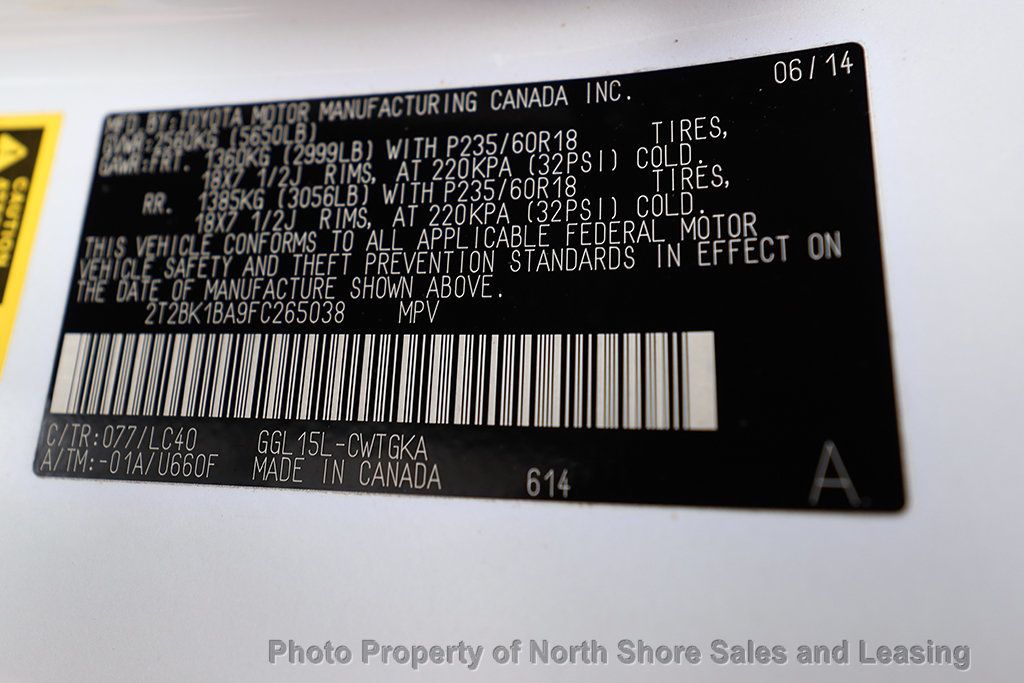 06/14
MFD BY:TOYOTA MOTOR MANUFACTURING CANADA INC.
GVWR:2560KG (5650LB)
GAWR:FRT. 1360KG (2999LB) WITH P235/60R18 TIRES,
18X7 1/2J RIMS, AT 220KPA (32PSI) COLD.
RR. 1385KG (3056LB) WITH P235/60R18 TIRES,
18X7 1/2J RIMS, AT 220KPA (32PSI) COLD.
THIS VEHICLE CONFORMS TO ALL APPLICABLE FEDERAL MOTOR
VEHICLE SAFETY AND THEFT PREVENTION STANDARDS IN EFFECT ON
THE DATE OF MANUFACTURE SHOWN ABOVE.
2T2BK1BA9FC265038 MPV
C/TR:077/LC40 GGL15L-CWTGKA
A/TM:-01A/U660F MADE IN CANADA 614
A
CAUTION
Photo Property of North Shore Sales and Leasing